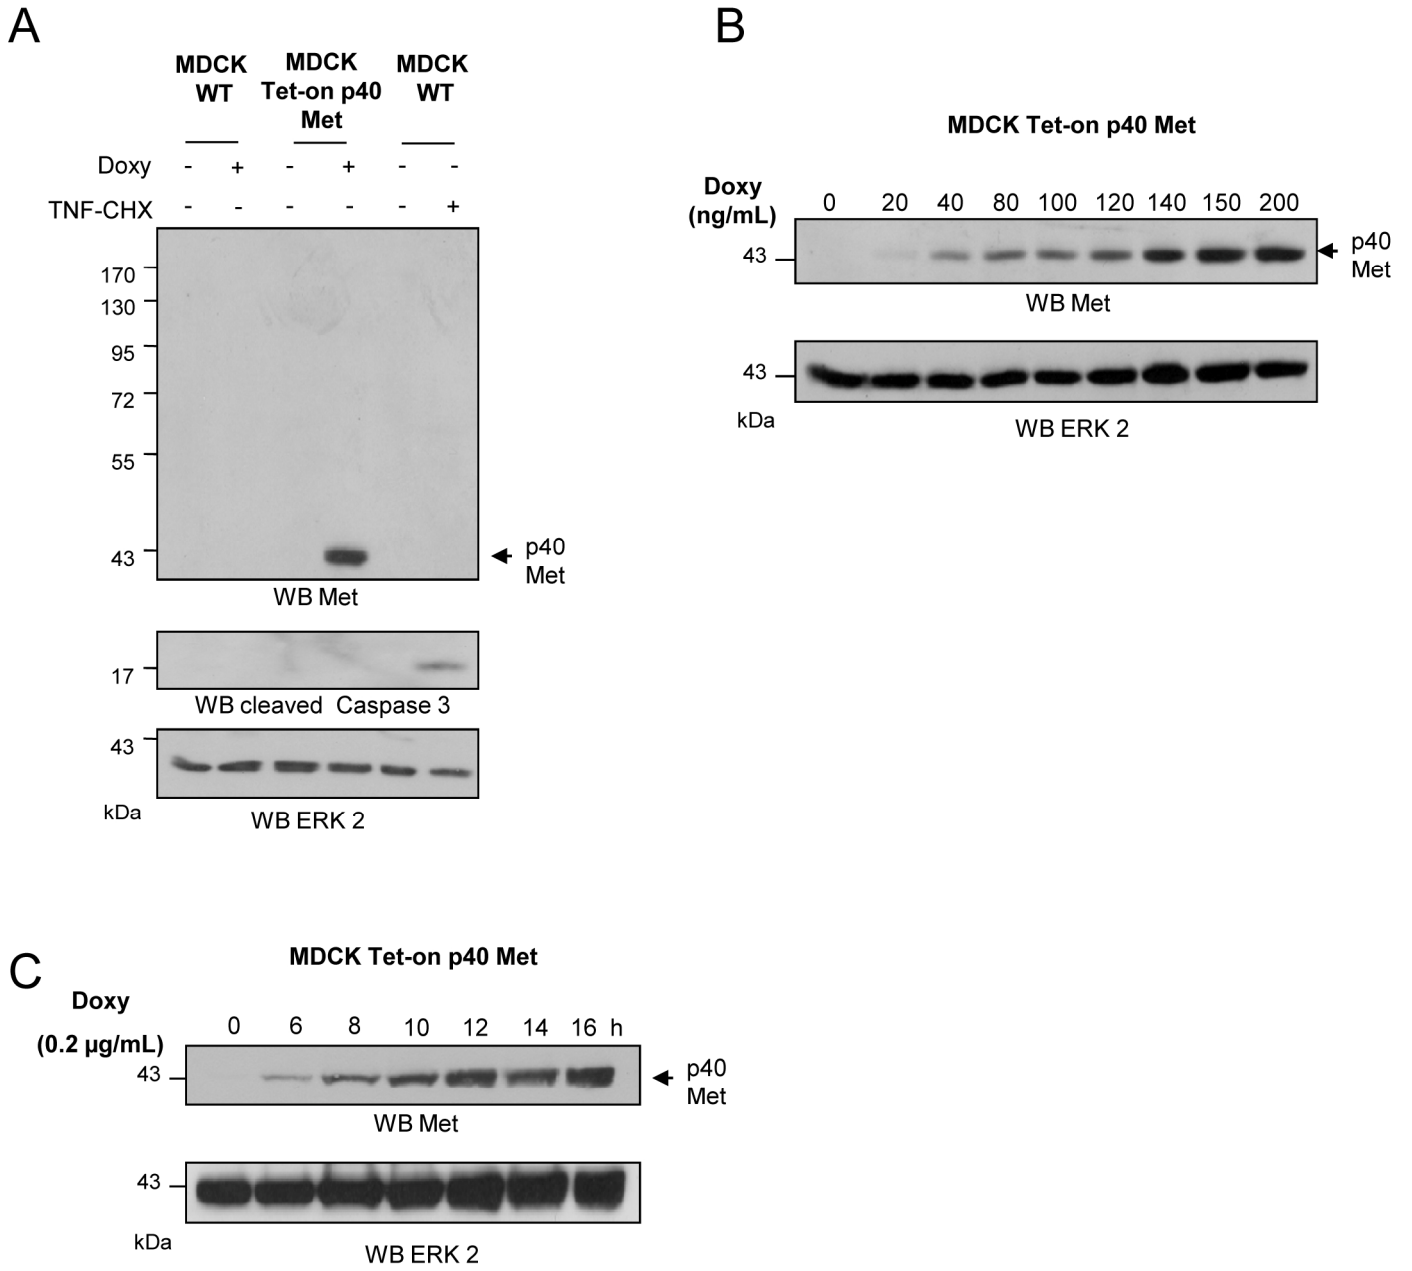 A
MDCK WT
MDCK Tet-on p40 Met
MDCK WT
Doxy - + - + - -
TNF-CHX - - - - - +
170
130
95
72
55
43
p40 Met
WB Met
17
WB cleaved Caspase 3
43
kDa
WB ERK 2
B
MDCK Tet-on p40 Met
Doxy (ng/mL) 0 20 40 80 100 120 140 150 200
43
p40 Met
WB Met
43
kDa
WB ERK 2
C
MDCK Tet-on p40 Met
Doxy
(0.2 µg/mL)
0 6 8 10 12 14 16 h
43
p40 Met
WB Met
43
kDa
WB ERK 2